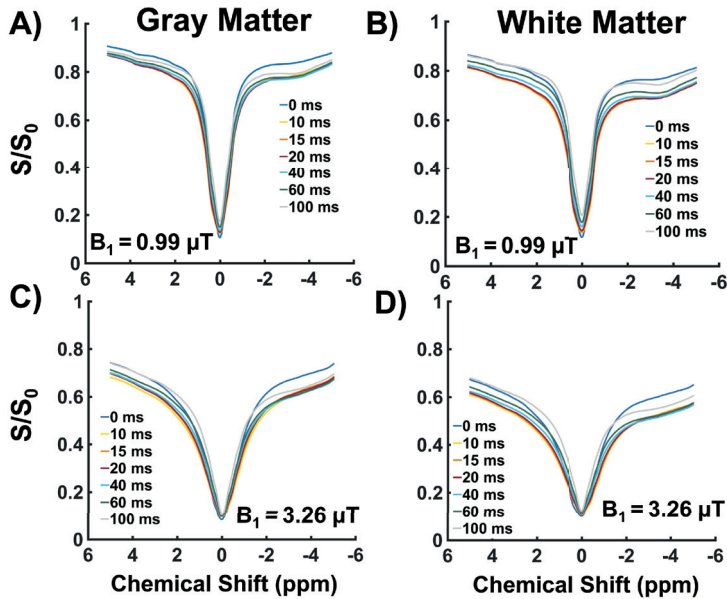 Gray Matter
White Matter
A)
1
0.8
0.6
0.4
0.2
0
S/S0
0 ms
10 ms
15 ms
20 ms
40 ms
60 ms
100 ms
B1 = 0.99 μT
6 4 2 0 -2 -4 -6
B)
1
0.8
0.6
0.4
0.2
0
0 ms
10 ms
15 ms
20 ms
40 ms
60 ms
100 ms
B1 = 0.99 μT
6 4 2 0 -2 -4 -6
C)
1
0.8
0.6
0.4
0.2
0
S/S0
0 ms
10 ms
15 ms
20 ms
40 ms
60 ms
100 ms
B1 = 3.26 μT
6 4 2 0 -2 -4 -6
Chemical Shift (ppm)
D)
1
0.8
0.6
0.4
0.2
0
0 ms
10 ms
15 ms
20 ms
40 ms
60 ms
100 ms
B1 = 3.26 μT
6 4 2 0 -2 -4 -6
Chemical Shift (ppm)